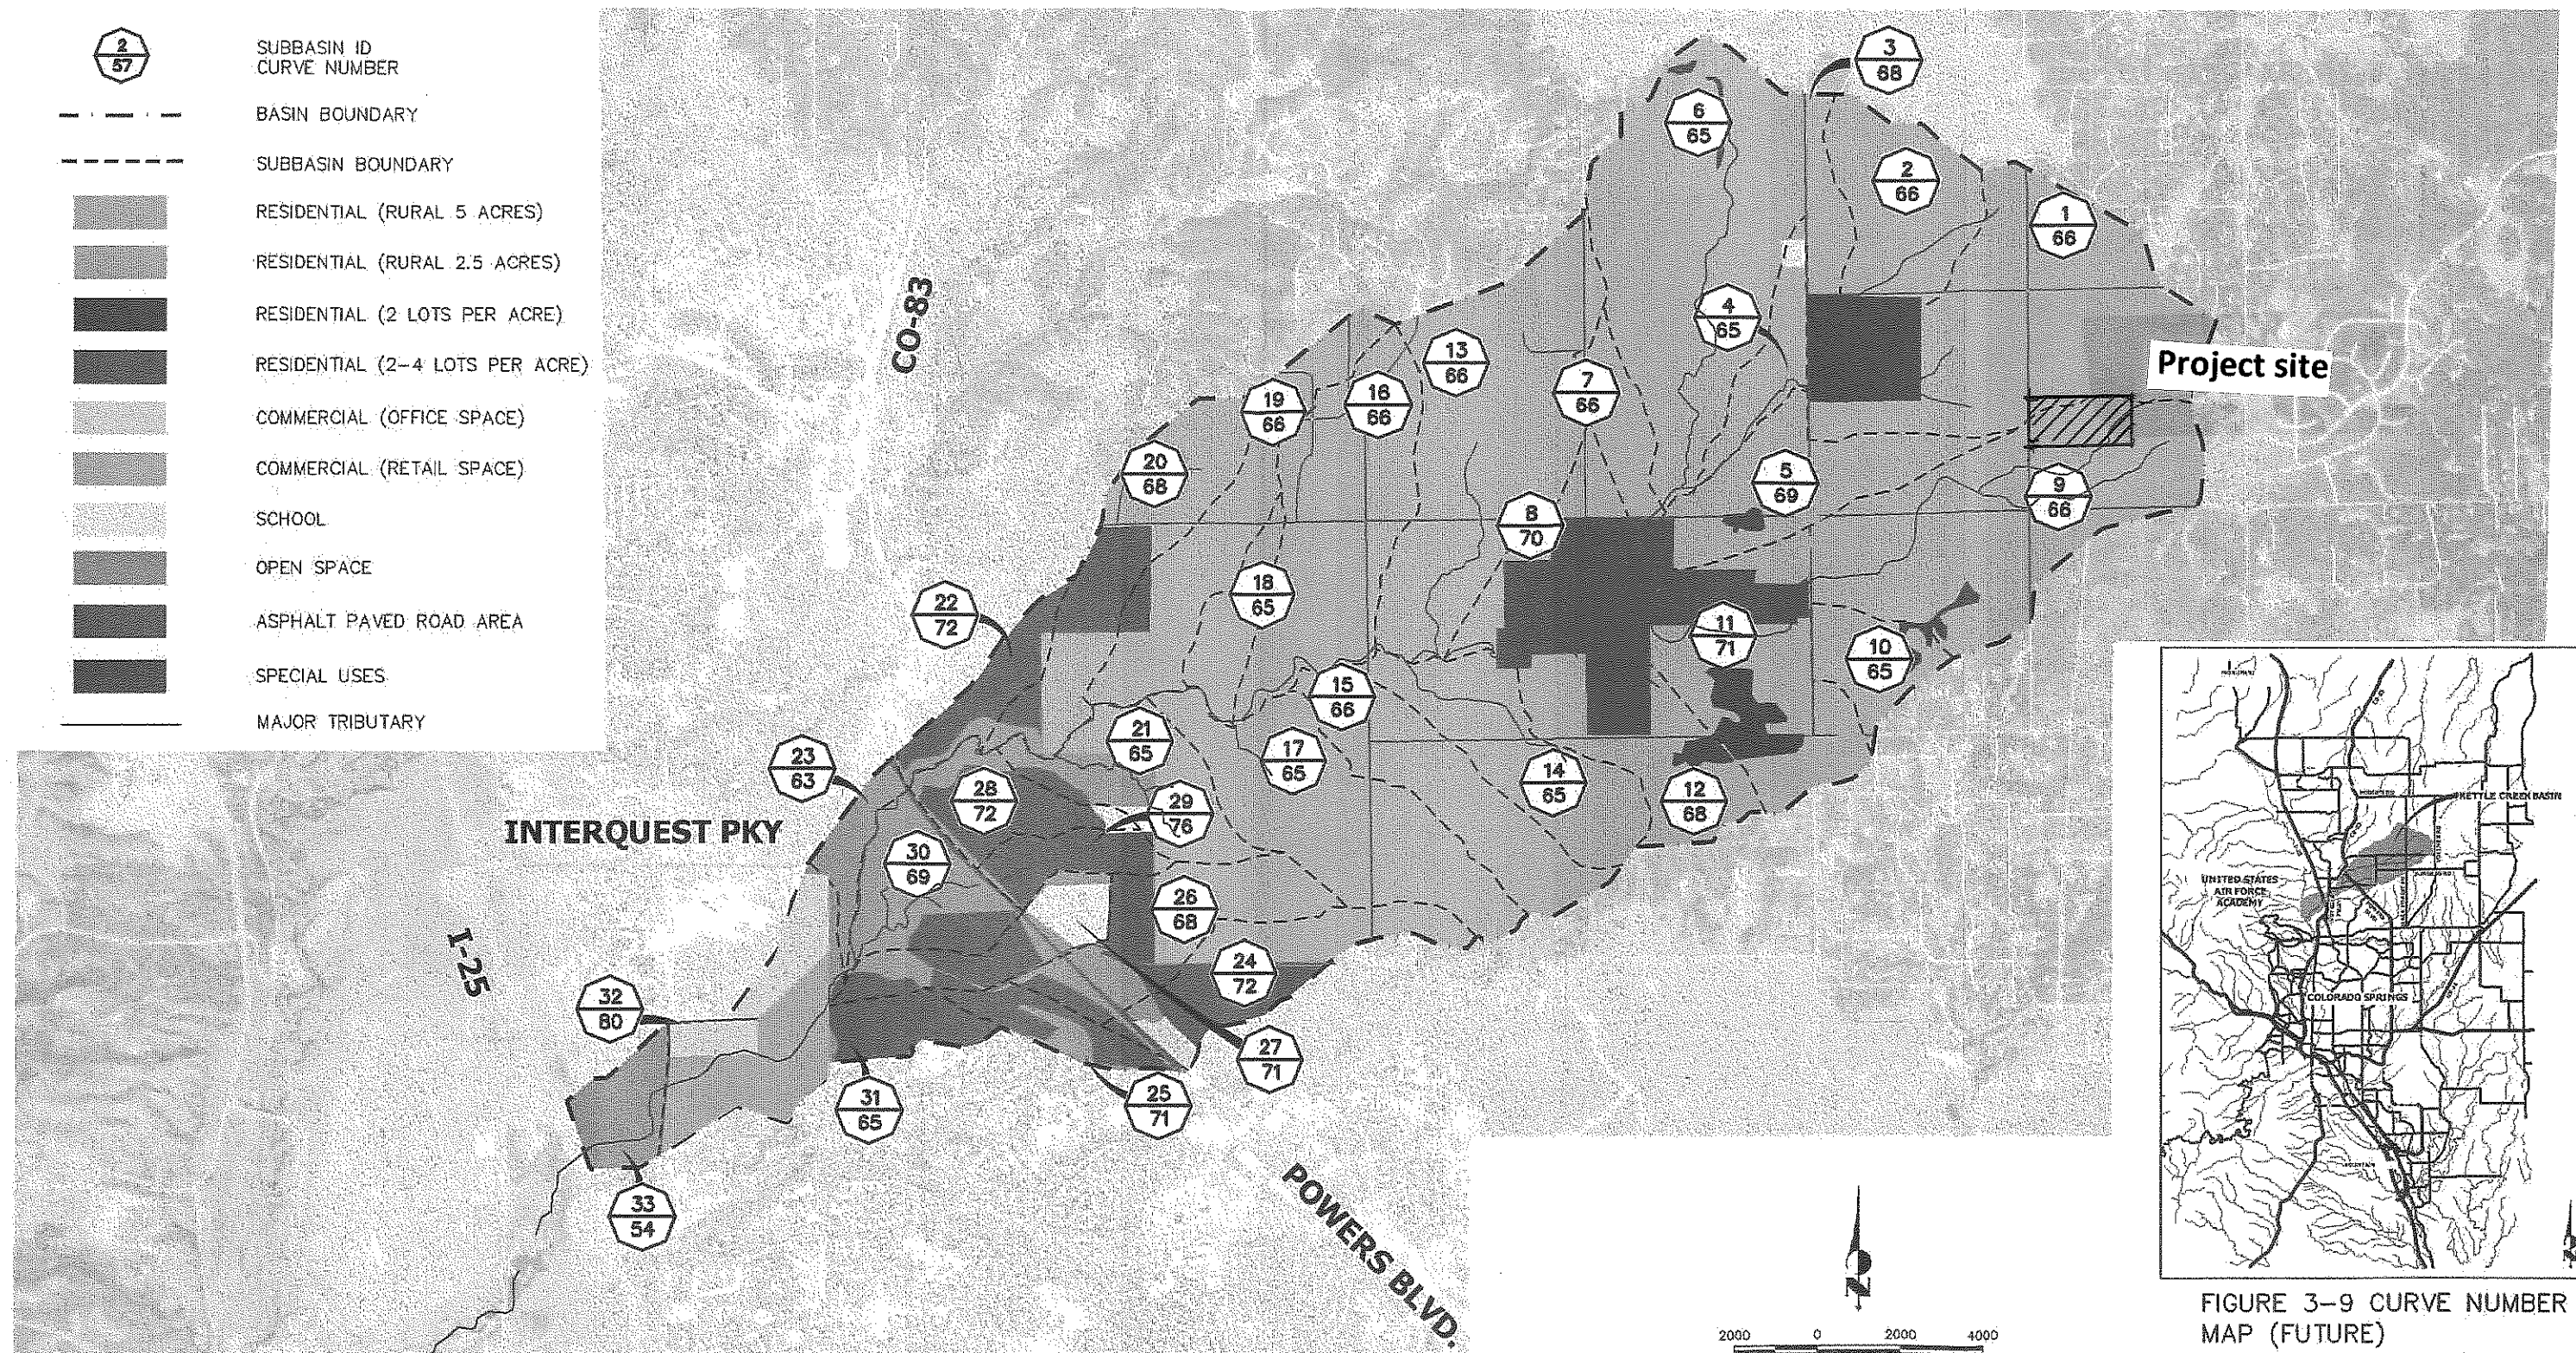 2
57
SUBBASIN ID
CURVE NUMBER
BASIN BOUNDARY
SUBBASIN BOUNDARY
RESIDENTIAL (RURAL 5 ACRES)
RESIDENTIAL (RURAL 2.5 ACRES)
RESIDENTIAL (2 LOTS PER ACRE)
RESIDENTIAL (2-4 LOTS PER ACRE)
COMMERCIAL (OFFICE SPACE)
COMMERCIAL (RETAIL SPACE)
SCHOOL
OPEN SPACE
ASPHALT PAVED ROAD AREA
SPECIAL USES
MAJOR TRIBUTARY
3
68
6
65
2
66
1
66
CO-83
4
65
13
66
7
66
Project site
19
66
16
66
20
68
5
69
9
66
8
70
18
65
22
72
11
71
10
65
15
66
21
65
17
65
14
65
12
68
23
63
28
72
29
76
INTERQUEST PKY
30
69
26
68
I-25
24
72
32
80
27
71
31
65
25
71
33
54
POWERS BLVD.
KETTLE CREEK BASIN
UNITED STATES
AIR FORCE
ACADEMY
COLORADO SPRINGS
N
2000 0 2000 4000
FIGURE 3-9 CURVE NUMBER
MAP (FUTURE)